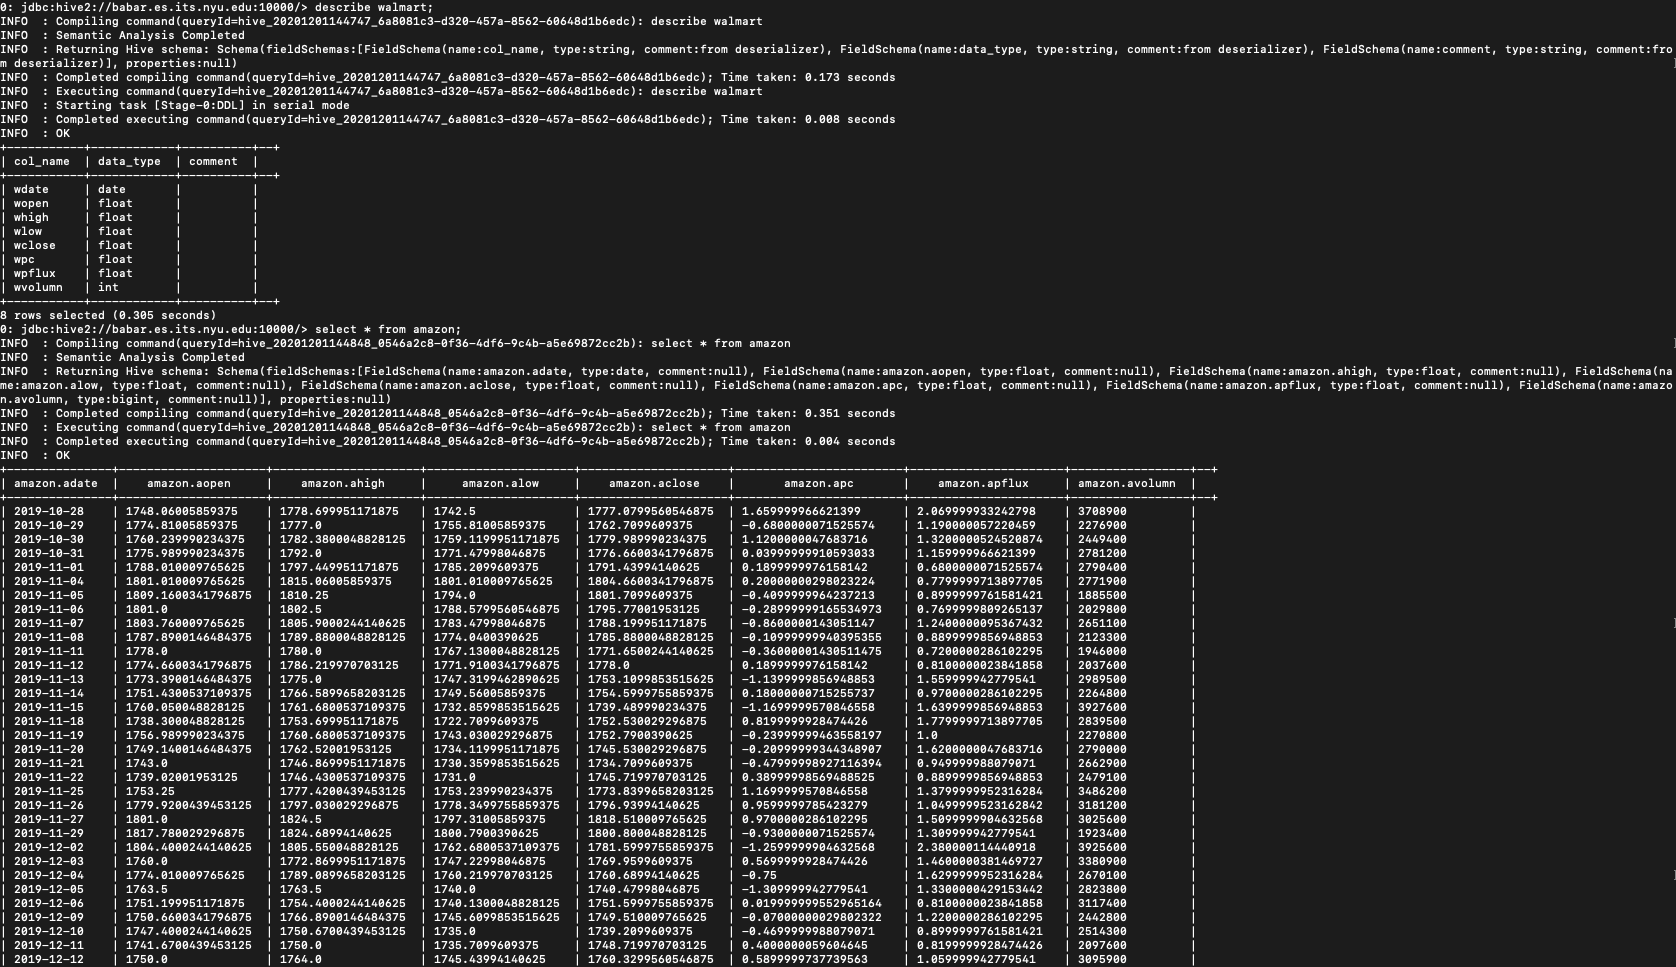 0: jdbc:hive2://babar.es.its.nyu.edu:10000/> describe walmart;
INFO  : Compiling command(queryId=hive_20201201144747_6a8081c3-d320-457a-8562-60648d1b6edc): describe walmart
INFO  : Semantic Analysis Completed
INFO  : Returning Hive schema: Schema(fieldSchemas:[FieldSchema(name:col_name, type:string, comment:from deserializer), FieldSchema(name:data_type, type:string, comment:from deserializer), FieldSchema(name:comment, type:string, comment:fro
m deserializer)], properties:null)
INFO  : Completed compiling command(queryId=hive_20201201144747_6a8081c3-d320-457a-8562-60648d1b6edc); Time taken: 0.173 seconds
INFO  : Executing command(queryId=hive_20201201144747_6a8081c3-d320-457a-8562-60648d1b6edc): describe walmart
INFO  : Starting task [Stage-0:DDL] in serial mode
INFO  : Completed executing command(queryId=hive_20201201144747_6a8081c3-d320-457a-8562-60648d1b6edc); Time taken: 0.008 seconds
INFO  : OK
+-----------+------------+----------+--+
| col_name  | data_type  | comment  |
+-----------+------------+----------+--+
| wdate     | date       |          |
| wopen     | float      |          |
| whigh     | float      |          |
| wlow      | float      |          |
| wclose    | float      |          |
| wpc       | float      |          |
| wpflux    | float      |          |
| wvolumn   | int        |          |
+-----------+------------+----------+--+
8 rows selected (0.305 seconds)
0: jdbc:hive2://babar.es.its.nyu.edu:10000/> select * from amazon;
INFO  : Compiling command(queryId=hive_20201201144848_0546a2c8-0f36-4df6-9c4b-a5e69872cc2b): select * from amazon
INFO  : Semantic Analysis Completed
INFO  : Returning Hive schema: Schema(fieldSchemas:[FieldSchema(name:amazon.adate, type:date, comment:null), FieldSchema(name:amazon.aopen, type:float, comment:null), FieldSchema(name:amazon.ahigh, type:float, comment:null), FieldSchema(na
me:amazon.alow, type:float, comment:null), FieldSchema(name:amazon.aclose, type:float, comment:null), FieldSchema(name:amazon.apc, type:float, comment:null), FieldSchema(name:amazon.apflux, type:float, comment:null), FieldSchema(name:amazo
n.avolumn, type:bigint, comment:null)], properties:null)
INFO  : Completed compiling command(queryId=hive_20201201144848_0546a2c8-0f36-4df6-9c4b-a5e69872cc2b); Time taken: 0.351 seconds
INFO  : Executing command(queryId=hive_20201201144848_0546a2c8-0f36-4df6-9c4b-a5e69872cc2b): select * from amazon
INFO  : Completed executing command(queryId=hive_20201201144848_0546a2c8-0f36-4df6-9c4b-a5e69872cc2b); Time taken: 0.004 seconds
INFO  : OK
| amazon.adate | amazon.aopen | amazon.ahigh | amazon.alow | amazon.aclose | amazon.apc | amazon.apflux | amazon.avolumn |
| 2019-10-28 | 1748.06005859375 | 1778.699951171875 | 1742.5 | 1777.0799560546875 | 1.659999966621399 | 2.069999933242798 | 3708900 |
| 2019-10-29 | 1774.81005859375 | 1777.0 | 1755.81005859375 | 1762.7099609375 | -0.6800000071525574 | 1.190000057220459 | 2276900 |
| 2019-10-30 | 1760.239990234375 | 1782.3800048828125 | 1759.1199951171875 | 1779.989990234375 | 1.1200000047683716 | 1.3200000524520874 | 2449400 |
| 2019-10-31 | 1775.989990234375 | 1792.0 | 1771.47998046875 | 1776.6600341796875 | 0.03999999910593033 | 1.159999966621399 | 2781200 |
| 2019-11-01 | 1788.010009765625 | 1797.449951171875 | 1785.2099609375 | 1791.43994140625 | 0.1899999976158142 | 0.6800000071525574 | 2790400 |
| 2019-11-04 | 1801.010009765625 | 1815.06005859375 | 1801.010009765625 | 1804.6600341796875 | 0.2000000298023224 | 0.7799999713897705 | 2771900 |
| 2019-11-05 | 1809.1600341796875 | 1810.25 | 1794.0 | 1801.7099609375 | -0.4099999964237213 | 0.8999999761581421 | 1885500 |
| 2019-11-06 | 1801.0 | 1802.5 | 1788.5799560546875 | 1795.77001953125 | -0.28999999165534973 | 0.7699999809265137 | 2029800 |
| 2019-11-07 | 1803.760009765625 | 1805.9000244140625 | 1783.47998046875 | 1788.199951171875 | -0.8600000143051147 | 1.2400000095367432 | 2651100 |
| 2019-11-08 | 1787.8900146484375 | 1789.8800048828125 | 1774.0400390625 | 1785.8800048828125 | -0.10999999940395355 | 0.8899999856948853 | 2123300 |
| 2019-11-11 | 1778.0 | 1780.0 | 1767.1300048828125 | 1771.6500244140625 | -0.36000001430511475 | 0.7200000286102295 | 1946000 |
| 2019-11-12 | 1774.6600341796875 | 1786.219970703125 | 1771.9100341796875 | 1778.0 | 0.1899999976158142 | 0.8100000023841858 | 2037600 |
| 2019-11-13 | 1773.3900146484375 | 1775.0 | 1747.3199462890625 | 1753.1099853515625 | -1.1399999856948853 | 1.559999942779541 | 2989500 |
| 2019-11-14 | 1751.4300537109375 | 1766.5899658203125 | 1749.56005859375 | 1754.5999755859375 | 0.1800000715255737 | 0.9700000286102295 | 2264800 |
| 2019-11-15 | 1760.050048828125 | 1761.6800537109375 | 1732.8599853515625 | 1739.489990234375 | -1.1699999570846558 | 1.6399999856948853 | 3927600 |
| 2019-11-18 | 1738.300048828125 | 1753.699951171875 | 1722.7099609375 | 1752.530029296875 | 0.8199999928474426 | 1.7799999713897705 | 2839500 |
| 2019-11-19 | 1756.989990234375 | 1760.6800537109375 | 1743.030029296875 | 1752.7900390625 | -0.23999999463558197 | 1.0 | 2270800 |
| 2019-11-20 | 1749.1400146484375 | 1762.52001953125 | 1734.1199951171875 | 1745.530029296875 | -0.20999999344348907 | 1.6200000047683716 | 2790000 |
| 2019-11-21 | 1743.0 | 1746.8699951171875 | 1730.3599853515625 | 1734.7099609375 | -0.47999998927116394 | 0.949999988079071 | 2662900 |
| 2019-11-22 | 1739.02001953125 | 1746.4300537109375 | 1731.0 | 1745.719970703125 | 0.38999998569488525 | 0.8899999856948853 | 2479100 |
| 2019-11-25 | 1753.25 | 1777.4200439453125 | 1753.239990234375 | 1773.8399658203125 | 1.1699999570846558 | 1.3799999952316284 | 3486200 |
| 2019-11-26 | 1779.9200439453125 | 1797.030029296875 | 1778.3499755859375 | 1796.93994140625 | 0.9599999785423279 | 1.0499999523162842 | 3181200 |
| 2019-11-27 | 1801.0 | 1824.5 | 1797.31005859375 | 1818.510009765625 | 0.9700000286102295 | 1.5099999904632568 | 3025600 |
| 2019-11-29 | 1817.780029296875 | 1824.68994140625 | 1800.7900390625 | 1800.800048828125 | -0.9300000071525574 | 1.309999942779541 | 1923400 |
| 2019-12-02 | 1804.4000244140625 | 1805.550048828125 | 1762.6800537109375 | 1781.5999755859375 | -1.2599999904632568 | 2.380000114440918 | 3925600 |
| 2019-12-03 | 1760.0 | 1772.8699951171875 | 1747.22998046875 | 1769.9599609375 | 0.5699999928474426 | 1.4600000381469727 | 3380900 |
| 2019-12-04 | 1774.010009765625 | 1789.0899658203125 | 1760.219970703125 | 1760.68994140625 | -0.75 | 1.6299999952316284 | 2670100 |
| 2019-12-05 | 1763.5 | 1763.5 | 1740.0 | 1740.47998046875 | -1.309999942779541 | 1.3300000429153442 | 2823800 |
| 2019-12-06 | 1751.199951171875 | 1754.4000244140625 | 1740.1300048828125 | 1751.5999755859375 | 0.019999999552965164 | 0.8100000023841858 | 3117400 |
| 2019-12-09 | 1750.6600341796875 | 1766.8900146484375 | 1745.6099853515625 | 1749.510009765625 | -0.07000000029802322 | 1.2200000286102295 | 2442800 |
| 2019-12-10 | 1747.4000244140625 | 1750.6700439453125 | 1735.0 | 1739.2099609375 | -0.4699999988079071 | 0.8999999761581421 | 2514300 |
| 2019-12-11 | 1741.6700439453125 | 1750.0 | 1735.7099609375 | 1748.719970703125 | 0.4000000059604645 | 0.8199999928474426 | 2097600 |
| 2019-12-12 | 1750.0 | 1764.0 | 1745.43994140625 | 1760.3299560546875 | 0.5899999737739563 | 1.059999942779541 | 3095900 |